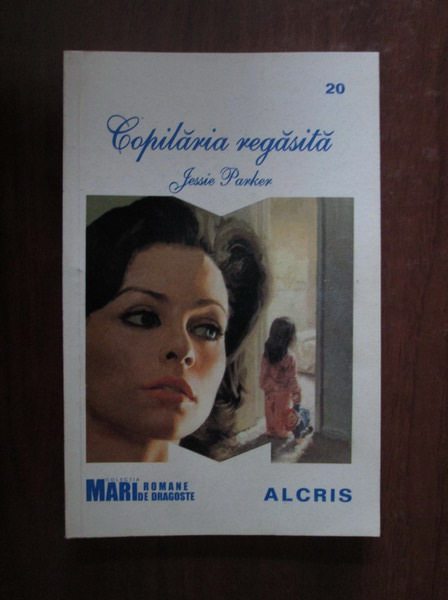 20
Copilăria regăsită
Jessie Parker
COLECȚIA
MARI ROMANE
DE DRAGOSTE
ALCRIS